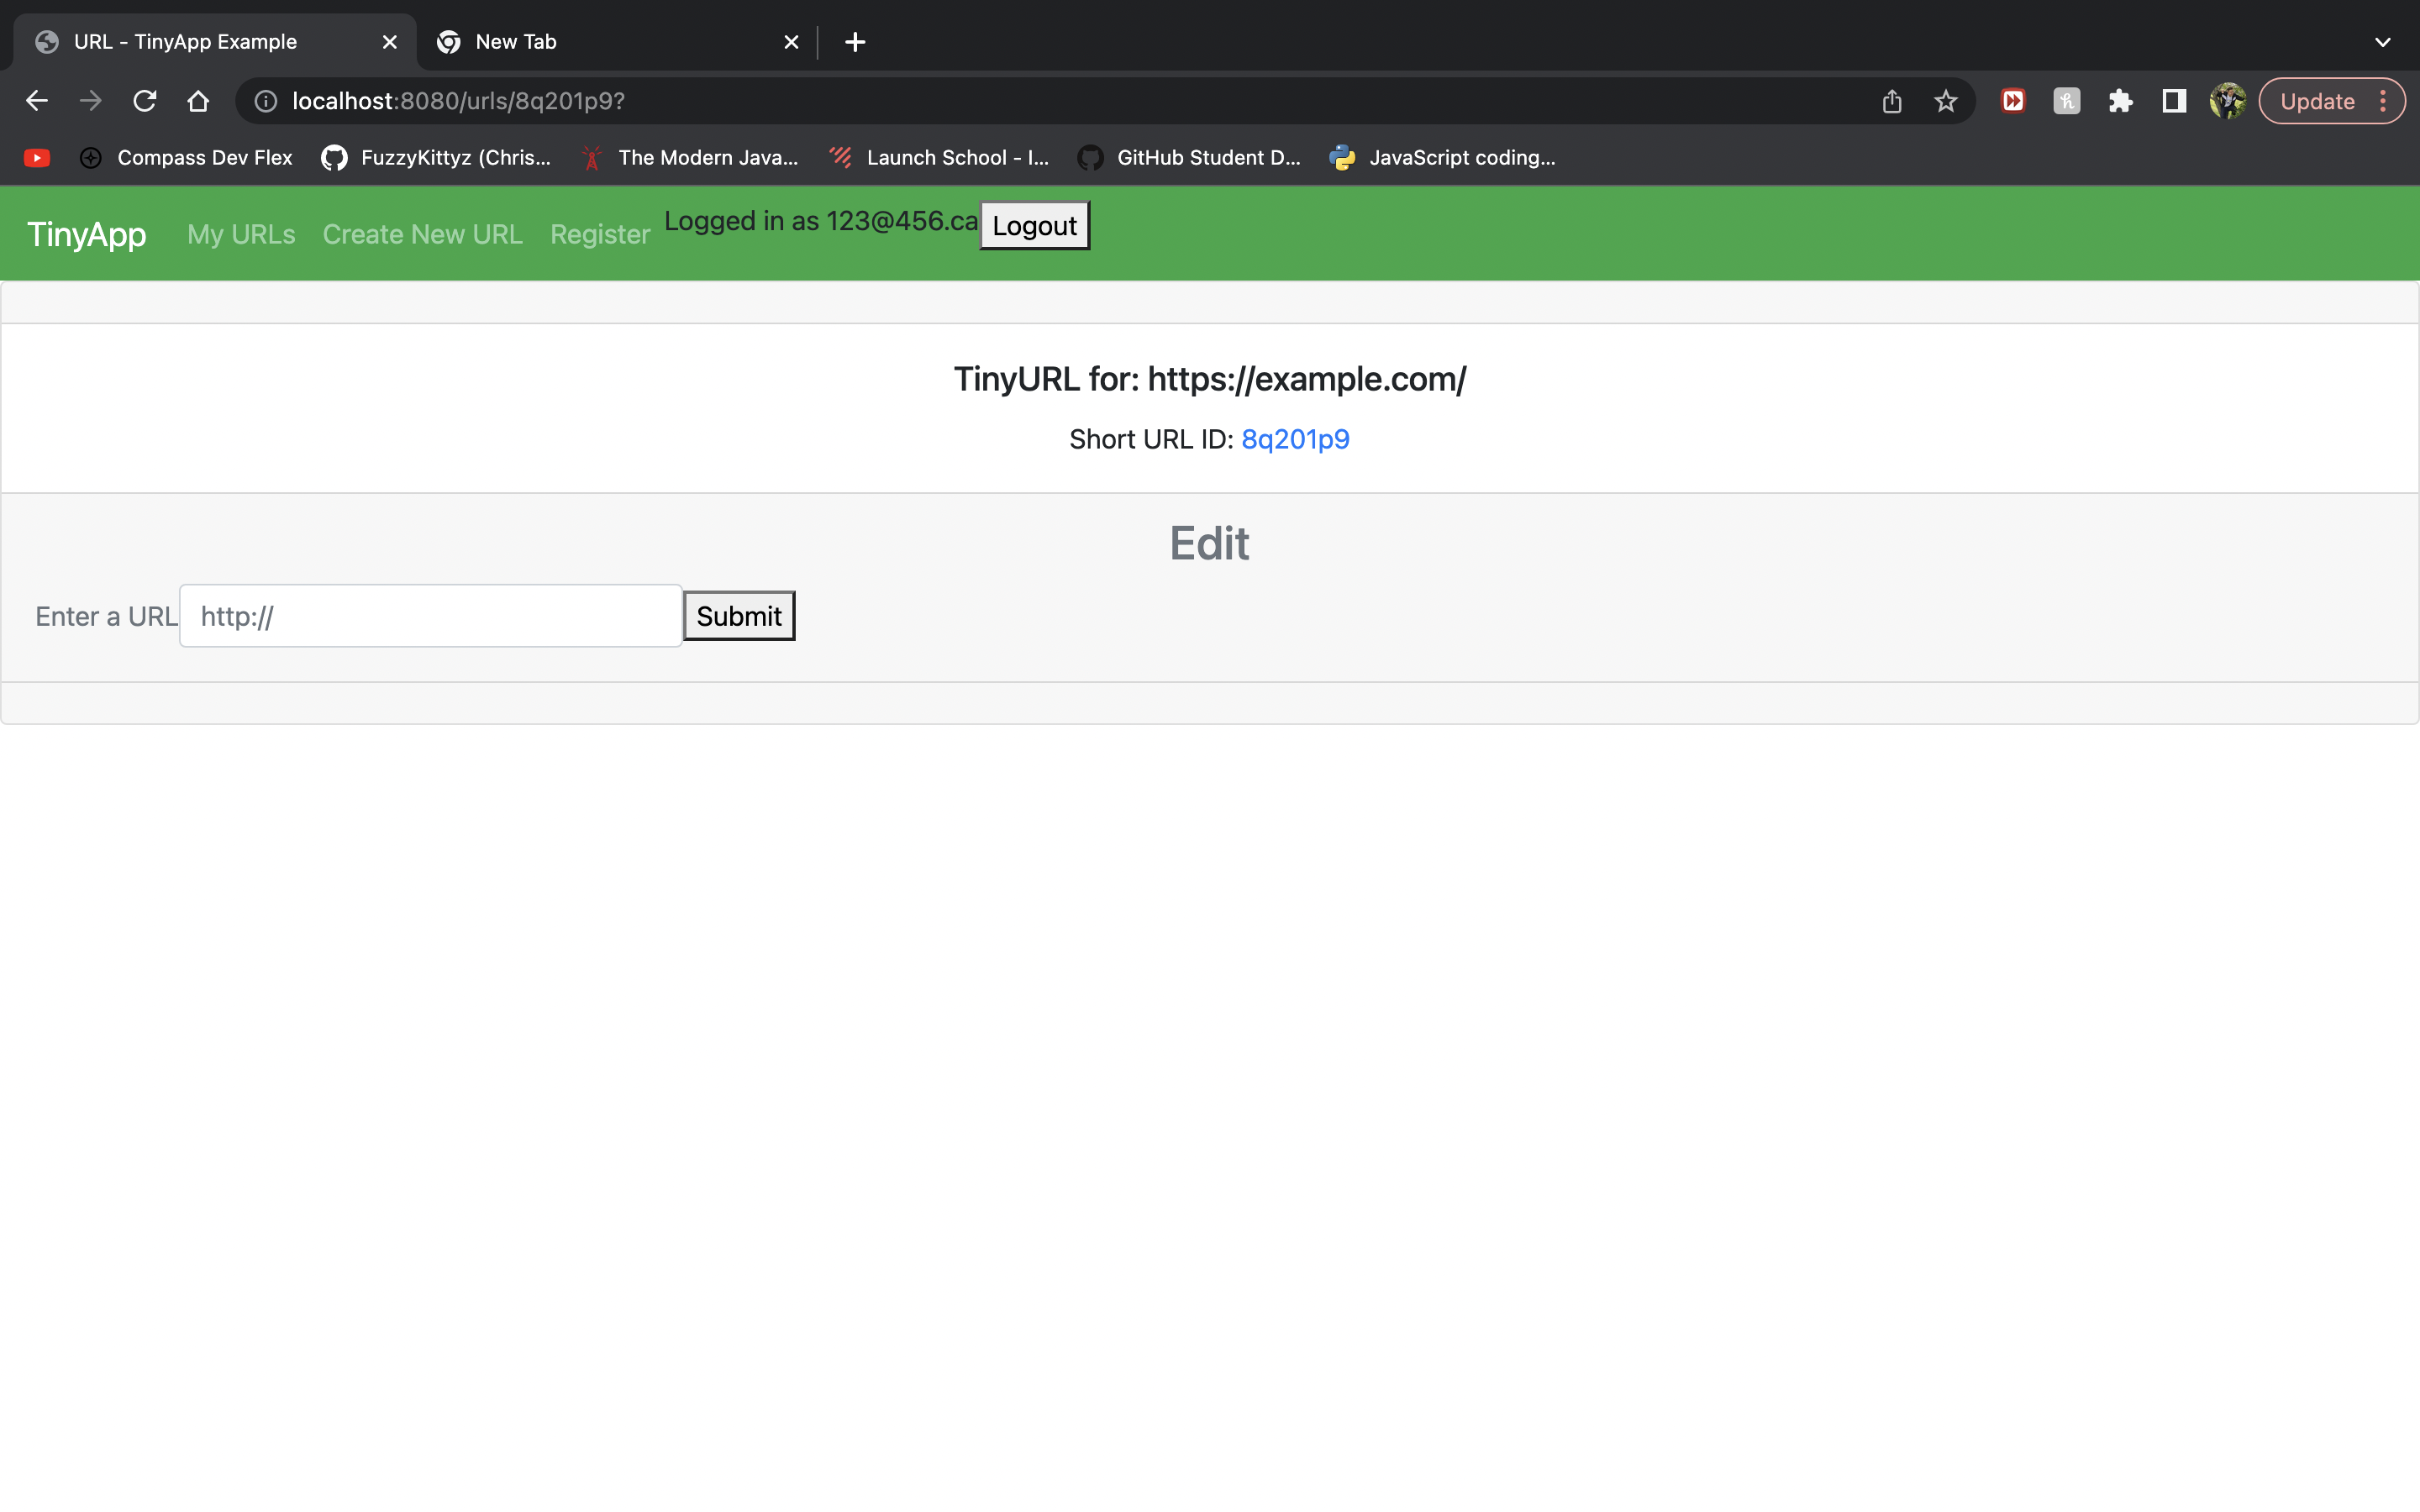 URL - TinyApp Example
New Tab
localhost:8080/urls/8q201p9?
Update
Compass Dev Flex
FuzzyKittyz (Chris...
The Modern Java...
Launch School - I...
GitHub Student D...
JavaScript coding...
TinyApp My URLs Create New URL Register Logged in as 123@456.ca Logout
TinyURL for: https://example.com/
Short URL ID: 8q201p9
Edit
Enter a URL http:// Submit